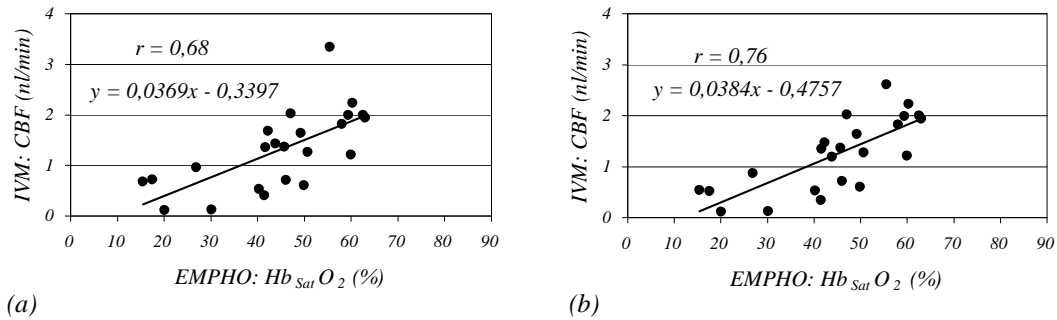 4
3
2
1
0
IVM: CBF (nl/min)
r = 0,68
y = 0,0369x - 0,3397
0 10 20 30 40 50 60 70 80 90
EMPHO: Hb Sat O 2 (%)
(a)
4
3
2
1
0
IVM: CBF (nl/min)
r = 0,76
y = 0,0384x - 0,4757
0 10 20 30 40 50 60 70 80 90
EMPHO: Hb Sat O 2 (%)
(b)